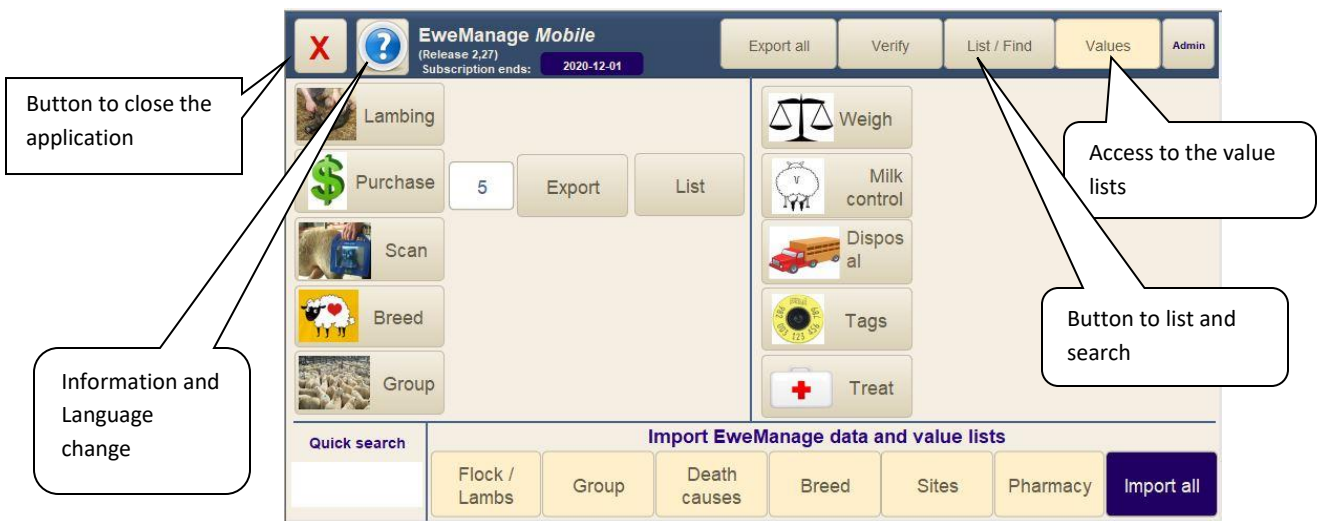 X
?
EweManage Mobile
(Release 2,27)
Subscription ends: 2020-12-01
Export all
Verify
List / Find
Values
Admin
Button to close the
application
Information and
Language
change
Access to the value
lists
Button to list and
search
Lambing
Purchase
5
Export
List
Scan
Breed
Group
Weigh
Milk
control
Dispos
al
Tags
Treat
Quick search
Import EweManage data and value lists
Flock /
Lambs
Group
Death
causes
Breed
Sites
Pharmacy
Import all